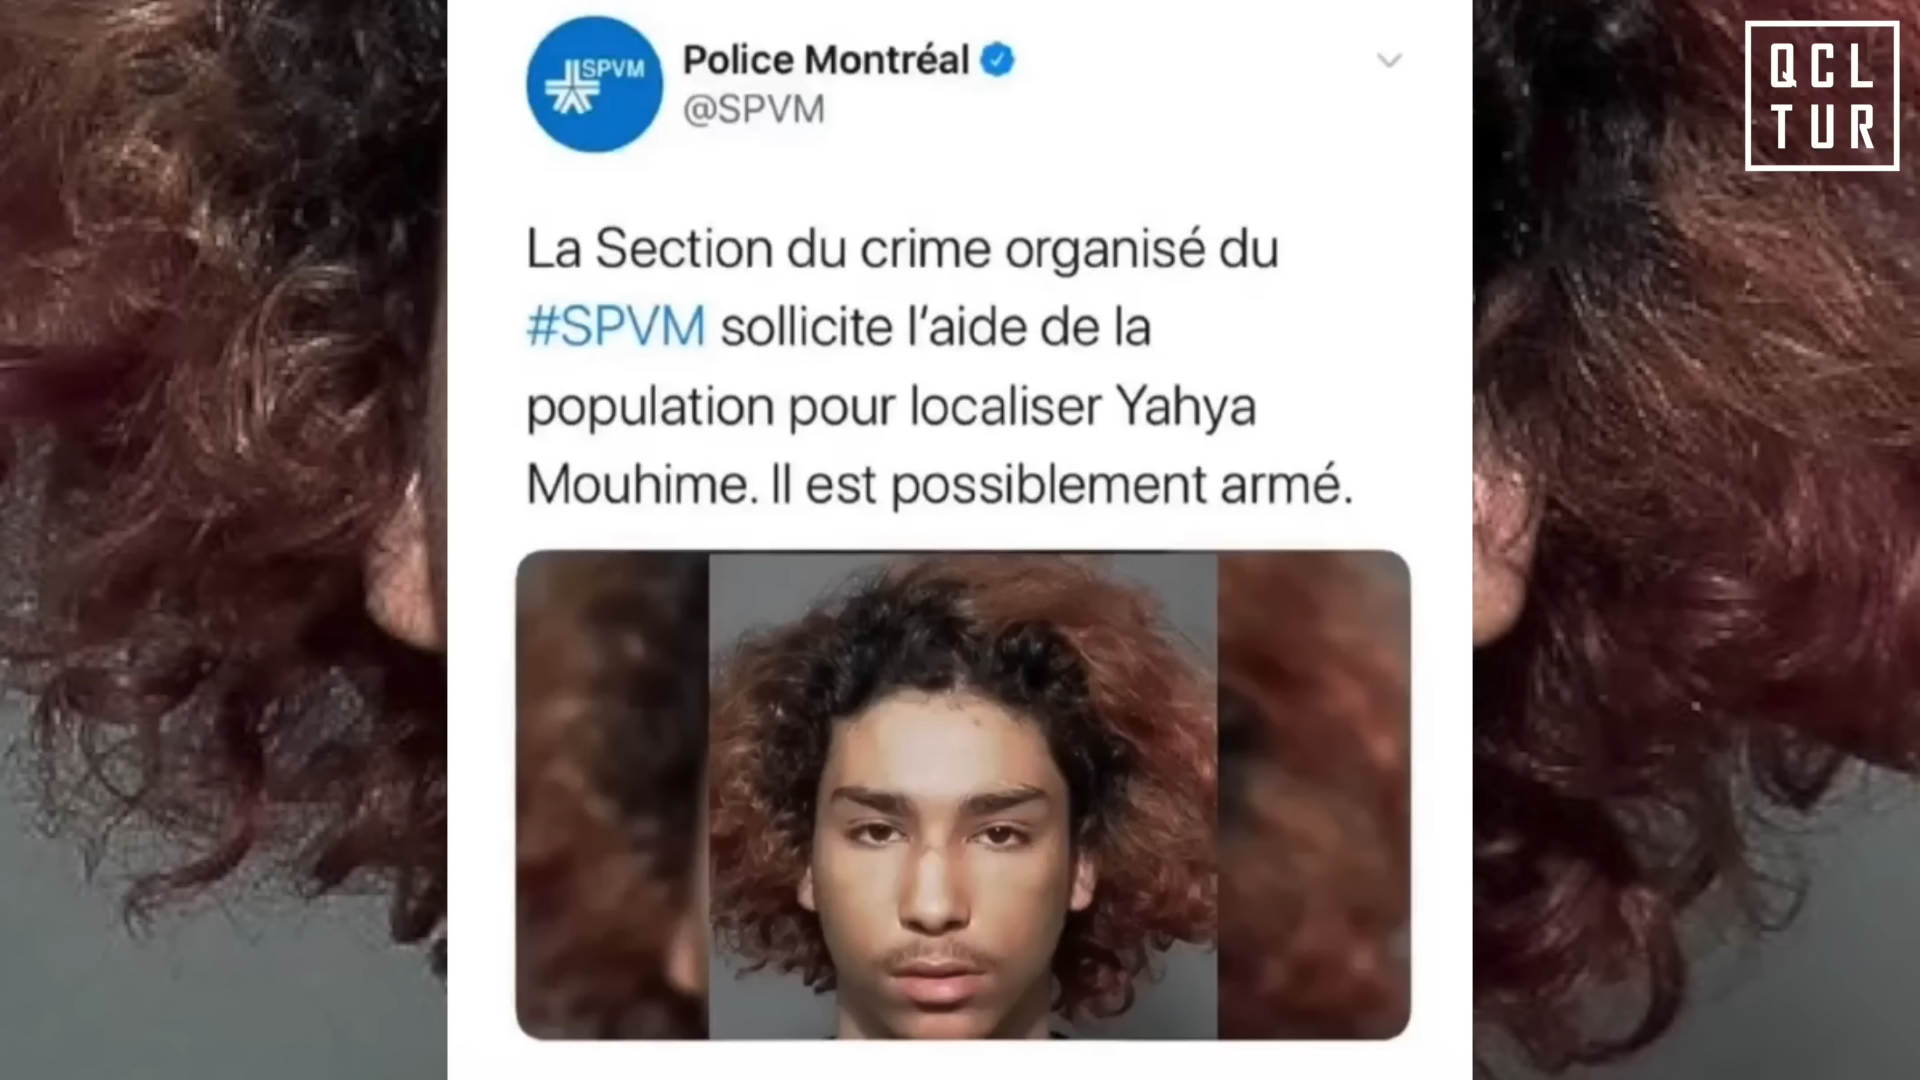 SPVM
Police Montréal
@SPVM
QCL
TUR
La Section du crime organisé du
#SPVM sollicite l'aide de la
population pour localiser Yahya
Mouhime. Il est possiblement armé.